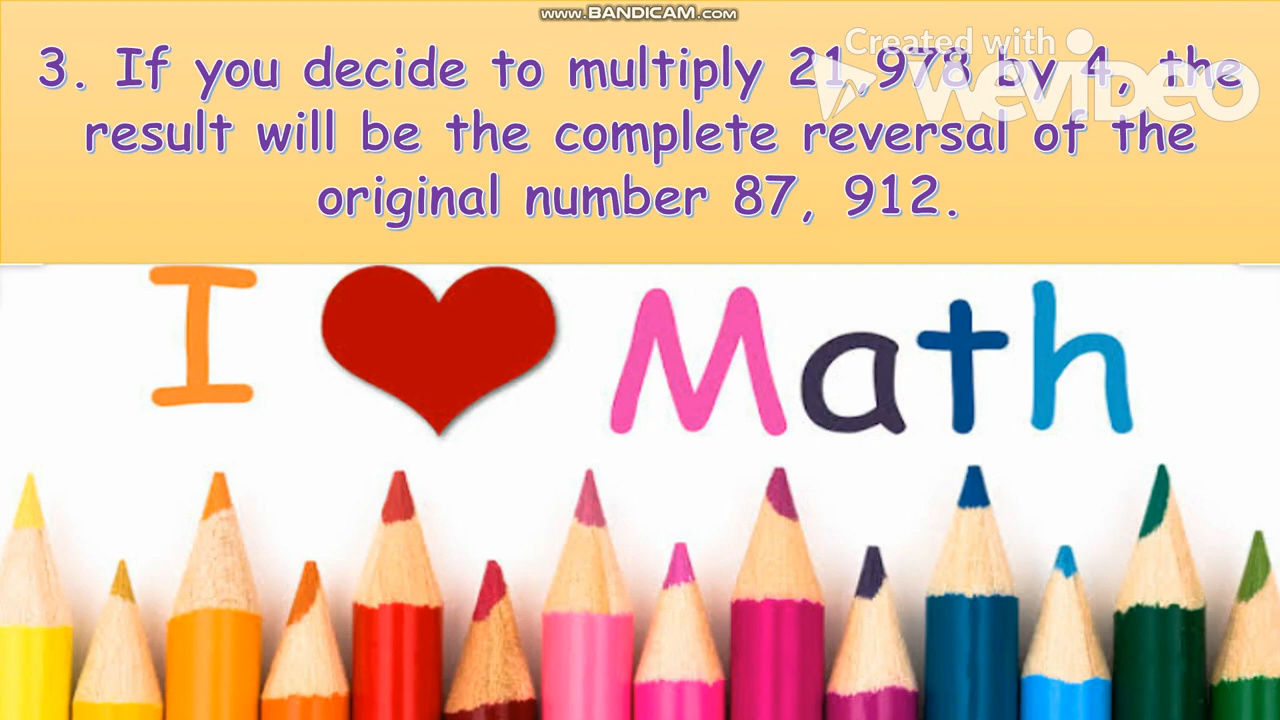 www.BANDICAM.com
Created with
WEVIDEO
3. If you decide to multiply 21,978 by 4, the
result will be the complete reversal of the
original number 87, 912.
I Math